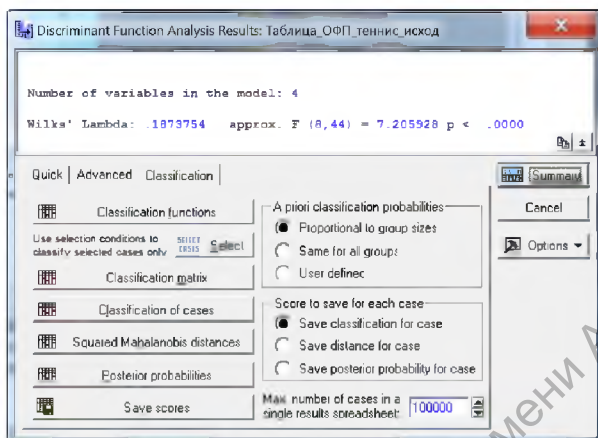 Discriminant Function Analysis Results: Таблица_ОФП_теннис_исход
Number of variables in the model: 4
Wilks' Lambda: .1873754 approx. F (8,44) = 7.205928 p < .0000
Quick Advanced Classification
Summary
Cancel
Options
Classification functions
Use selection conditions to classify selected cases only
SELECT CASES Select
Classification matrix
Classification of cases
Squared Mahalanobis distances
Posterior probabilities
Save scores
A priori classification probabilities
Proportional to group sizes
Same for all groups
User defined
Score to save for each case
Save classification for case
Save distance for case
Save posterior probability for case
Max. number of cases in a
single results spreadsheet: 100000
имени А